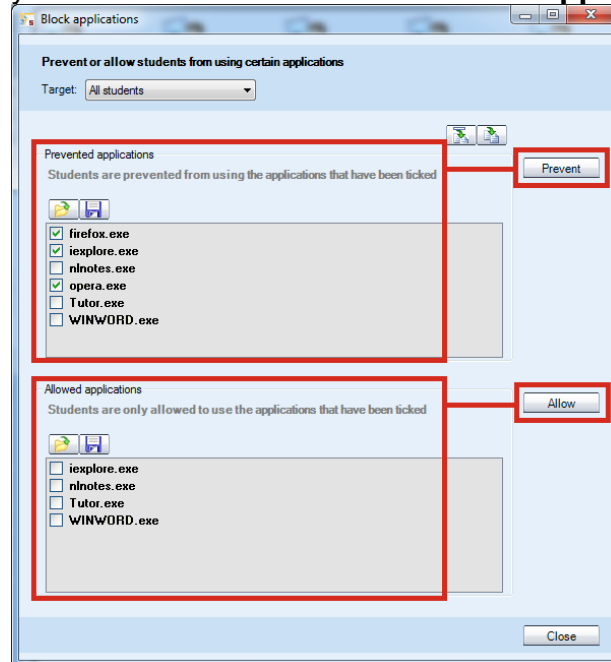 Block applications
Prevent or allow students from using certain applications
Target: All students
Prevented applications
Prevent
Students are prevented from using the applications that have been ticked
firefox.exe
iexplore.exe
nlnotes.exe
opera.exe
Tutor.exe
WINWORD.exe
Allowed applications
Allow
Students are only allowed to use the applications that have been ticked
iexplore.exe
nlnotes.exe
Tutor.exe
WINWORD.exe
Close